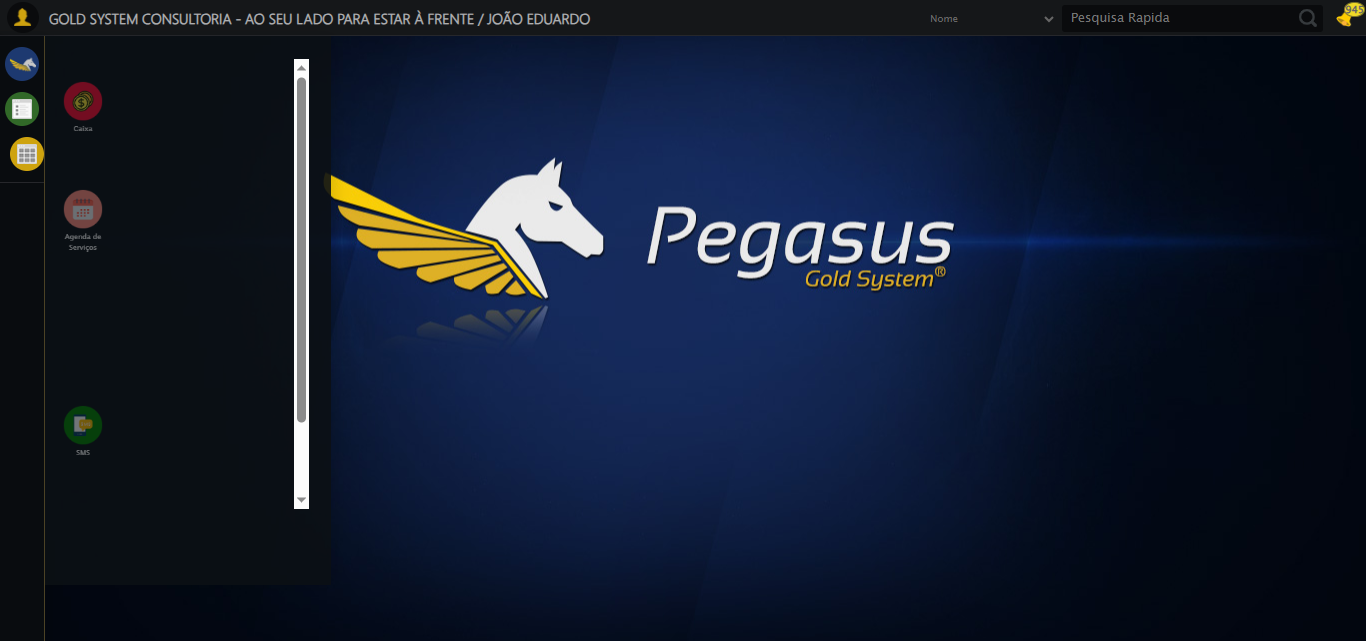 GOLD SYSTEM CONSULTORIA - AO SEU LADO PARA ESTAR À FRENTE / JOÃO EDUARDO
Nome
Pesquisa Rapida
945
Caixa
Agenda de
Serviços
SMS
Pegasus
Gold System®